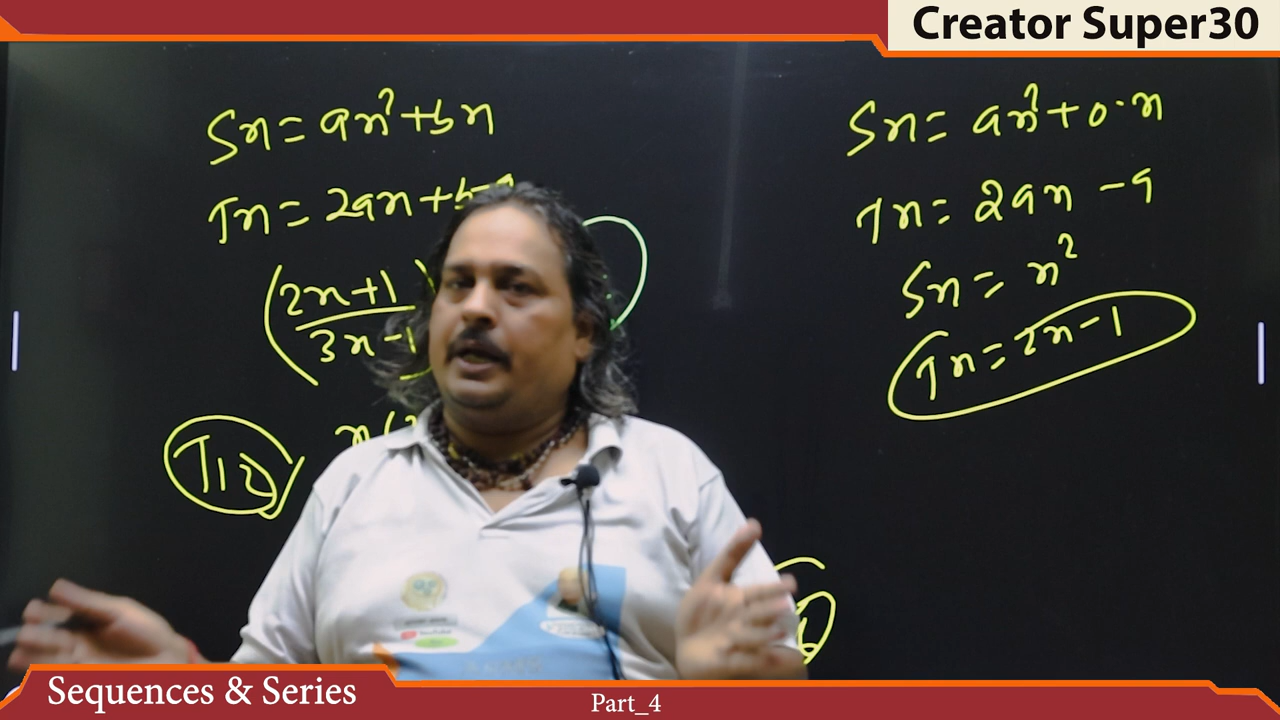 Creator Super30
Sn = an² + bn
Tn = 2an + b - a
(2n+1
3n-1
n(
T12
Sn = an² + 0·n
Tn = 2an - a
Sn = n²
Tn = 2n-1
YouTube
Sequences & Series
Part_4